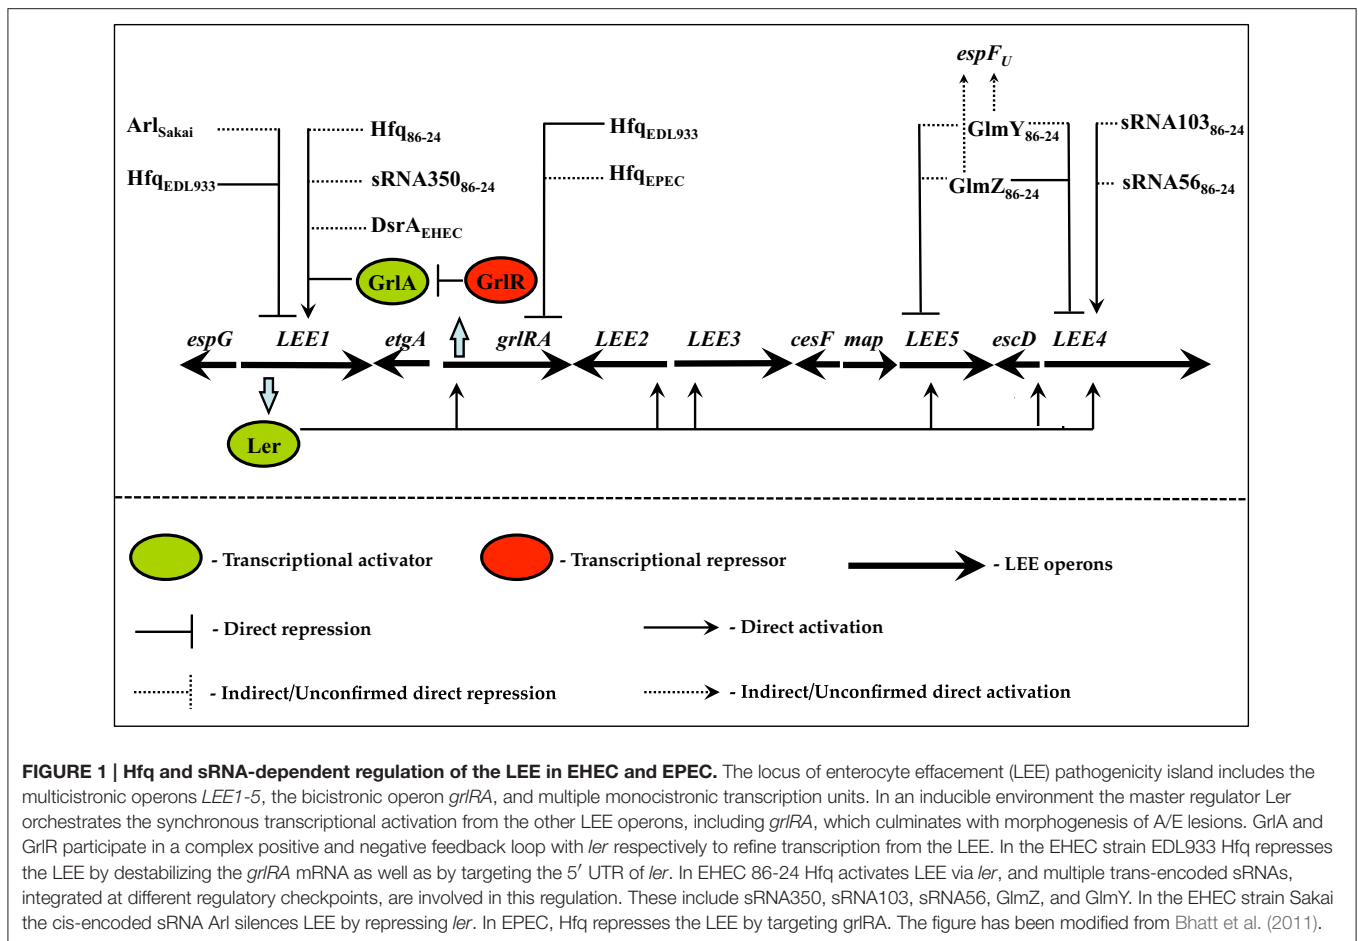 espF_U
Arl_Sakai
Hfq_86-24
Hfq_EDL933
GlmY_86-24
sRNA103_86-24
Hfq_EDL933
sRNA350_86-24
Hfq_EPEC
GlmZ_86-24
sRNA56_86-24
DsrA_EHEC
GrlA
GrlR
espG LEE1 etgA grlRA LEE2 LEE3 cesF map LEE5 escD LEE4
Ler
- Transcriptional activator
- Transcriptional repressor
- LEE operons
- Direct repression
- Direct activation
- Indirect/Unconfirmed direct repression
- Indirect/Unconfirmed direct activation
FIGURE 1 | Hfq and sRNA-dependent regulation of the LEE in EHEC and EPEC. The locus of enterocyte effacement (LEE) pathogenicity island includes the
multicistronic operons LEE1-5, the bicistronic operon grlRA, and multiple monocistronic transcription units. In an inducible environment the master regulator Ler
orchestrates the synchronous transcriptional activation from the other LEE operons, including grlRA, which culminates with morphogenesis of A/E lesions. GrlA and
GrlR participate in a complex positive and negative feedback loop with ler respectively to refine transcription from the LEE. In the EHEC strain EDL933 Hfq represses
the LEE by destabilizing the grlRA mRNA as well as by targeting the 5′ UTR of ler. In EHEC 86-24 Hfq activates LEE via ler, and multiple trans-encoded sRNAs,
integrated at different regulatory checkpoints, are involved in this regulation. These include sRNA350, sRNA103, sRNA56, GlmZ, and GlmY. In the EHEC strain Sakai
the cis-encoded sRNA Arl silences LEE by repressing ler. In EPEC, Hfq represses the LEE by targeting grlRA. The figure has been modified from Bhatt et al. (2011).